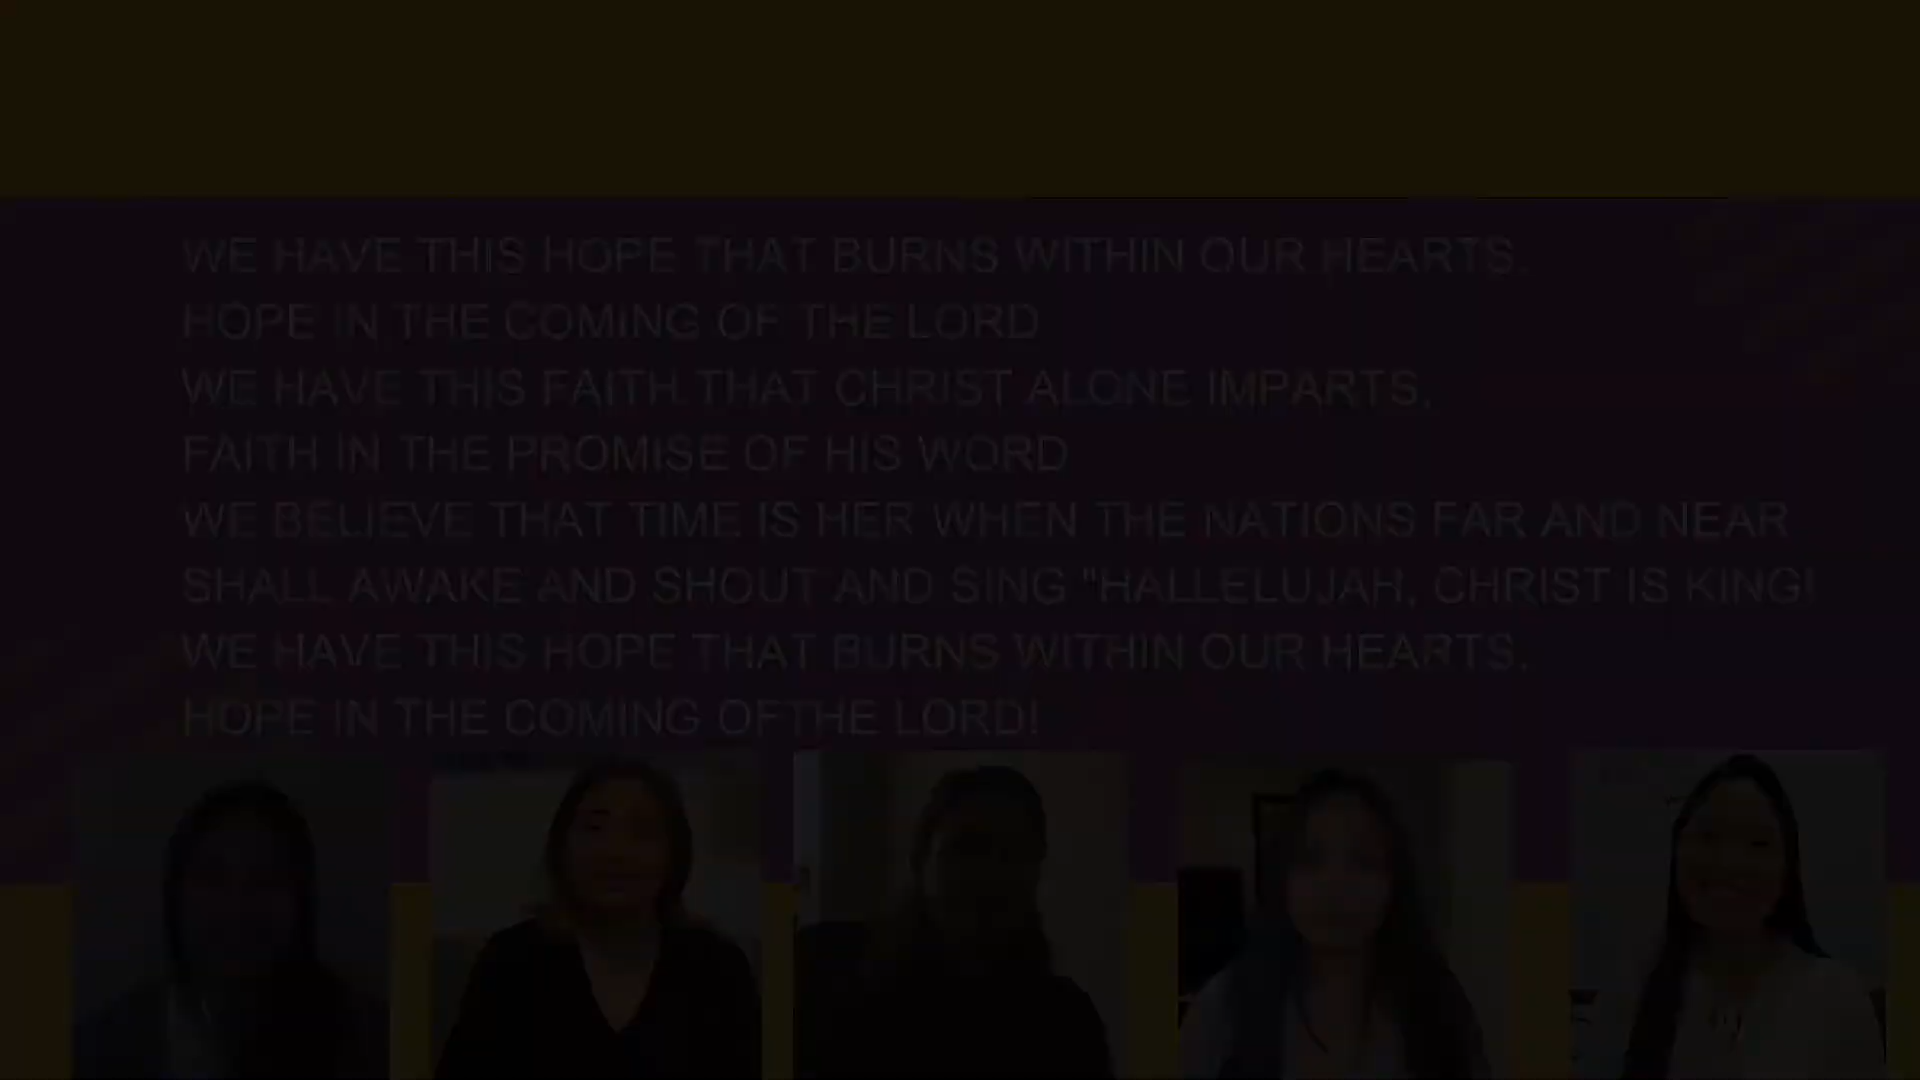 WE HAVE THIS HOPE THAT BURNS WITHIN OUR HEARTS,
HOPE IN THE COMING OF THE LORD
WE HAVE THIS FAITH THAT CHRIST ALONE IMPARTS,
FAITH IN THE PROMISE OF HIS WORD
WE BELIEVE THAT TIME IS HER WHEN THE NATIONS FAR AND NEAR
SHALL AWAKE AND SHOUT AND SING "HALLELUJAH, CHRIST IS KING!
WE HAVE THIS HOPE THAT BURNS WITHIN OUR HEARTS,
HOPE IN THE COMING OFTHE LORD!